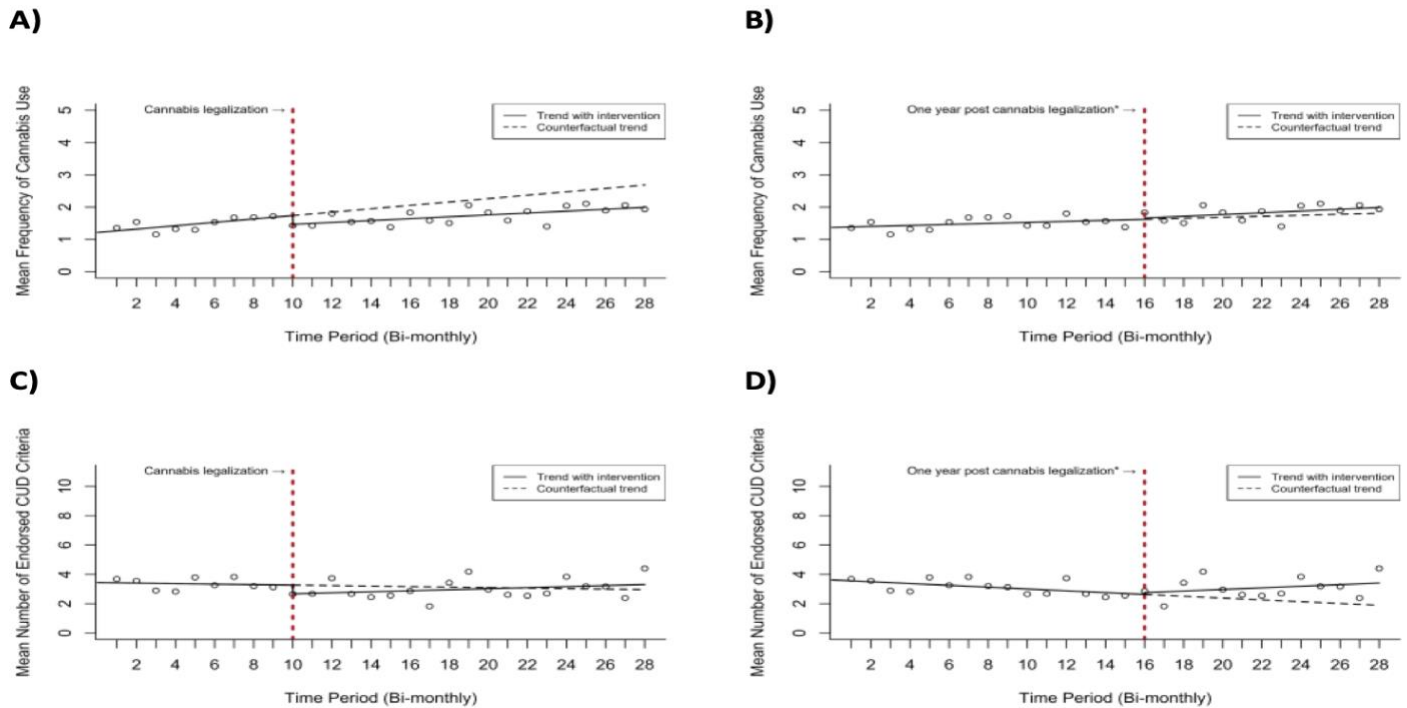 A)
Mean Frequency of Cannabis Use
5
4
3
2
1
0
Cannabis legalization →
Trend with intervention
Counterfactual trend
2 4 6 8 10 12 14 16 18 20 22 24 26 28
Time Period (Bi-monthly)
B)
Mean Frequency of Cannabis Use
5
4
3
2
1
0
One year post cannabis legalization* →
Trend with intervention
Counterfactual trend
2 4 6 8 10 12 14 16 18 20 22 24 26 28
Time Period (Bi-monthly)
C)
Mean Number of Endorsed CUD Criteria
10
8
6
4
2
0
Cannabis legalization →
Trend with intervention
Counterfactual trend
2 4 6 8 10 12 14 16 18 20 22 24 26 28
Time Period (Bi-monthly)
D)
Mean Number of Endorsed CUD Criteria
10
8
6
4
2
0
One year post cannabis legalization* →
Trend with intervention
Counterfactual trend
2 4 6 8 10 12 14 16 18 20 22 24 26 28
Time Period (Bi-monthly)